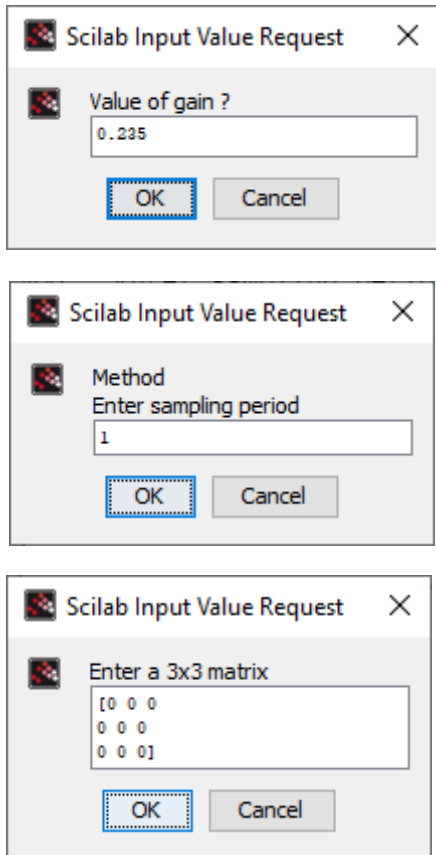 Scilab Input Value Request
Value of gain ?
0.235
OK Cancel
Scilab Input Value Request
Method
Enter sampling period
1
OK Cancel
Scilab Input Value Request
Enter a 3x3 matrix
[0 0 0
0 0 0
0 0 0]
OK Cancel